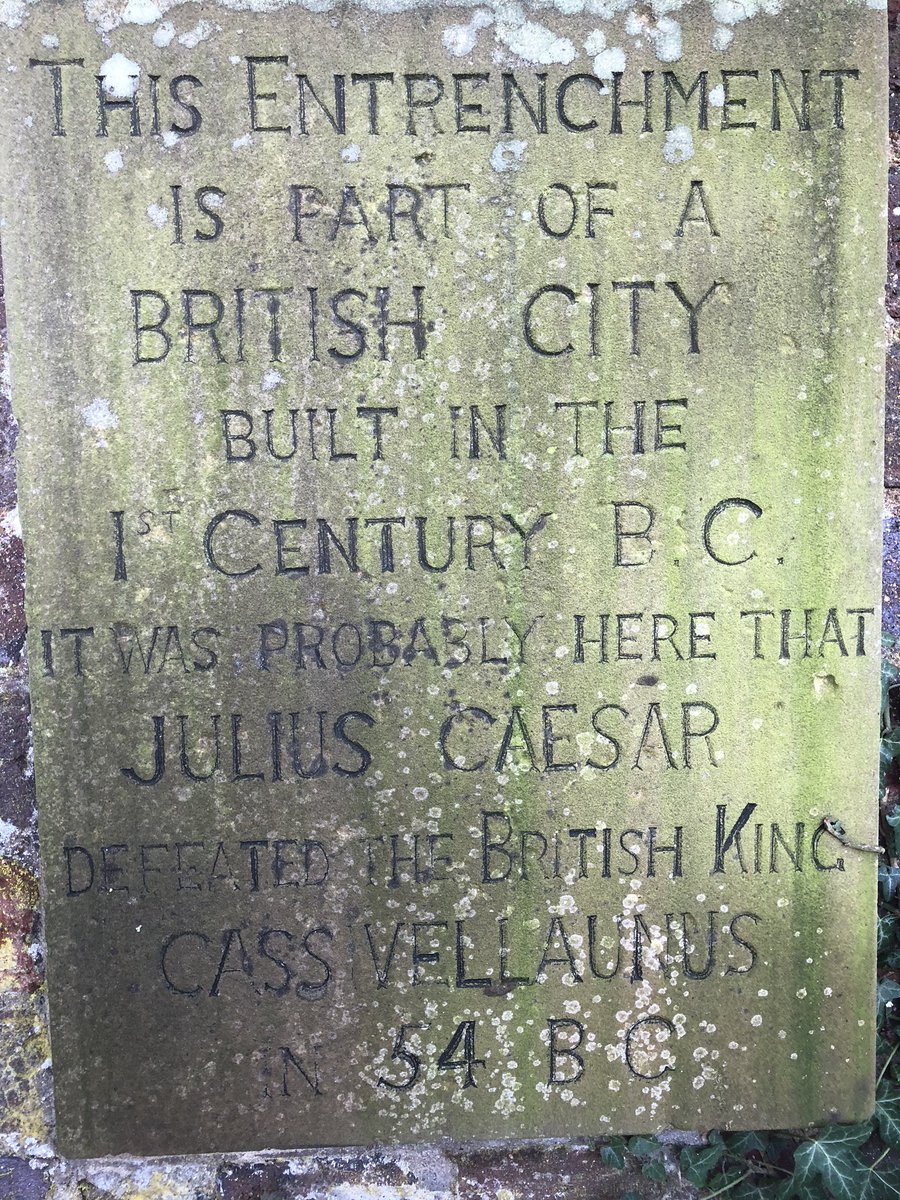 THIS ENTRENCHMENT
IS PART OF A
BRITISH CITY
BUILT IN THE
1ST CENTURY B.C.
IT WAS PROBABLY HERE THAT
JULIUS CAESAR
DEFEATED THE BRITISH KING
CASSIVELLAUNUS
IN 54 B C